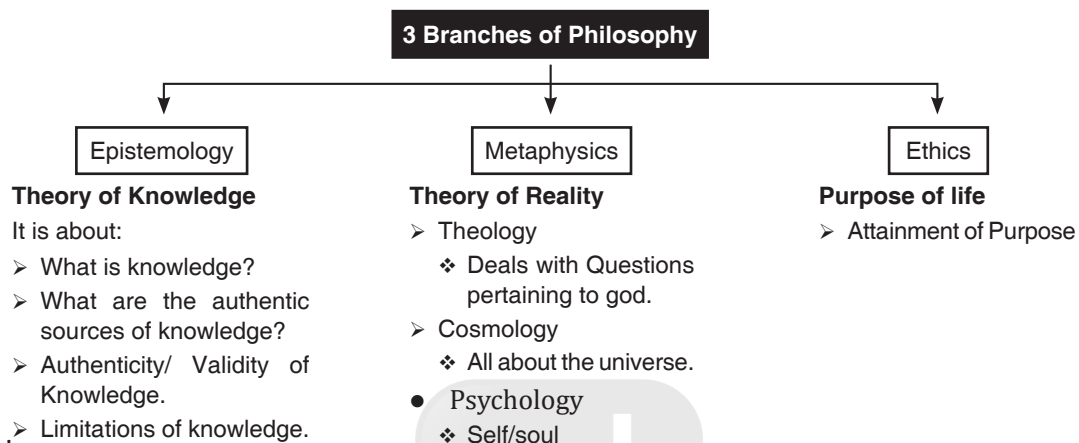 3 Branches of Philosophy
Epistemology
Theory of Knowledge
It is about:
➢ What is knowledge?
➢ What are the authentic
sources of knowledge?
➢ Authenticity/ Validity of
Knowledge.
➢ Limitations of knowledge.
Metaphysics
Theory of Reality
➢ Theology
❖ Deals with Questions
pertaining to god.
➢ Cosmology
❖ All about the universe.
● Psychology
❖ Self/soul
Ethics
Purpose of life
➢ Attainment of Purpose